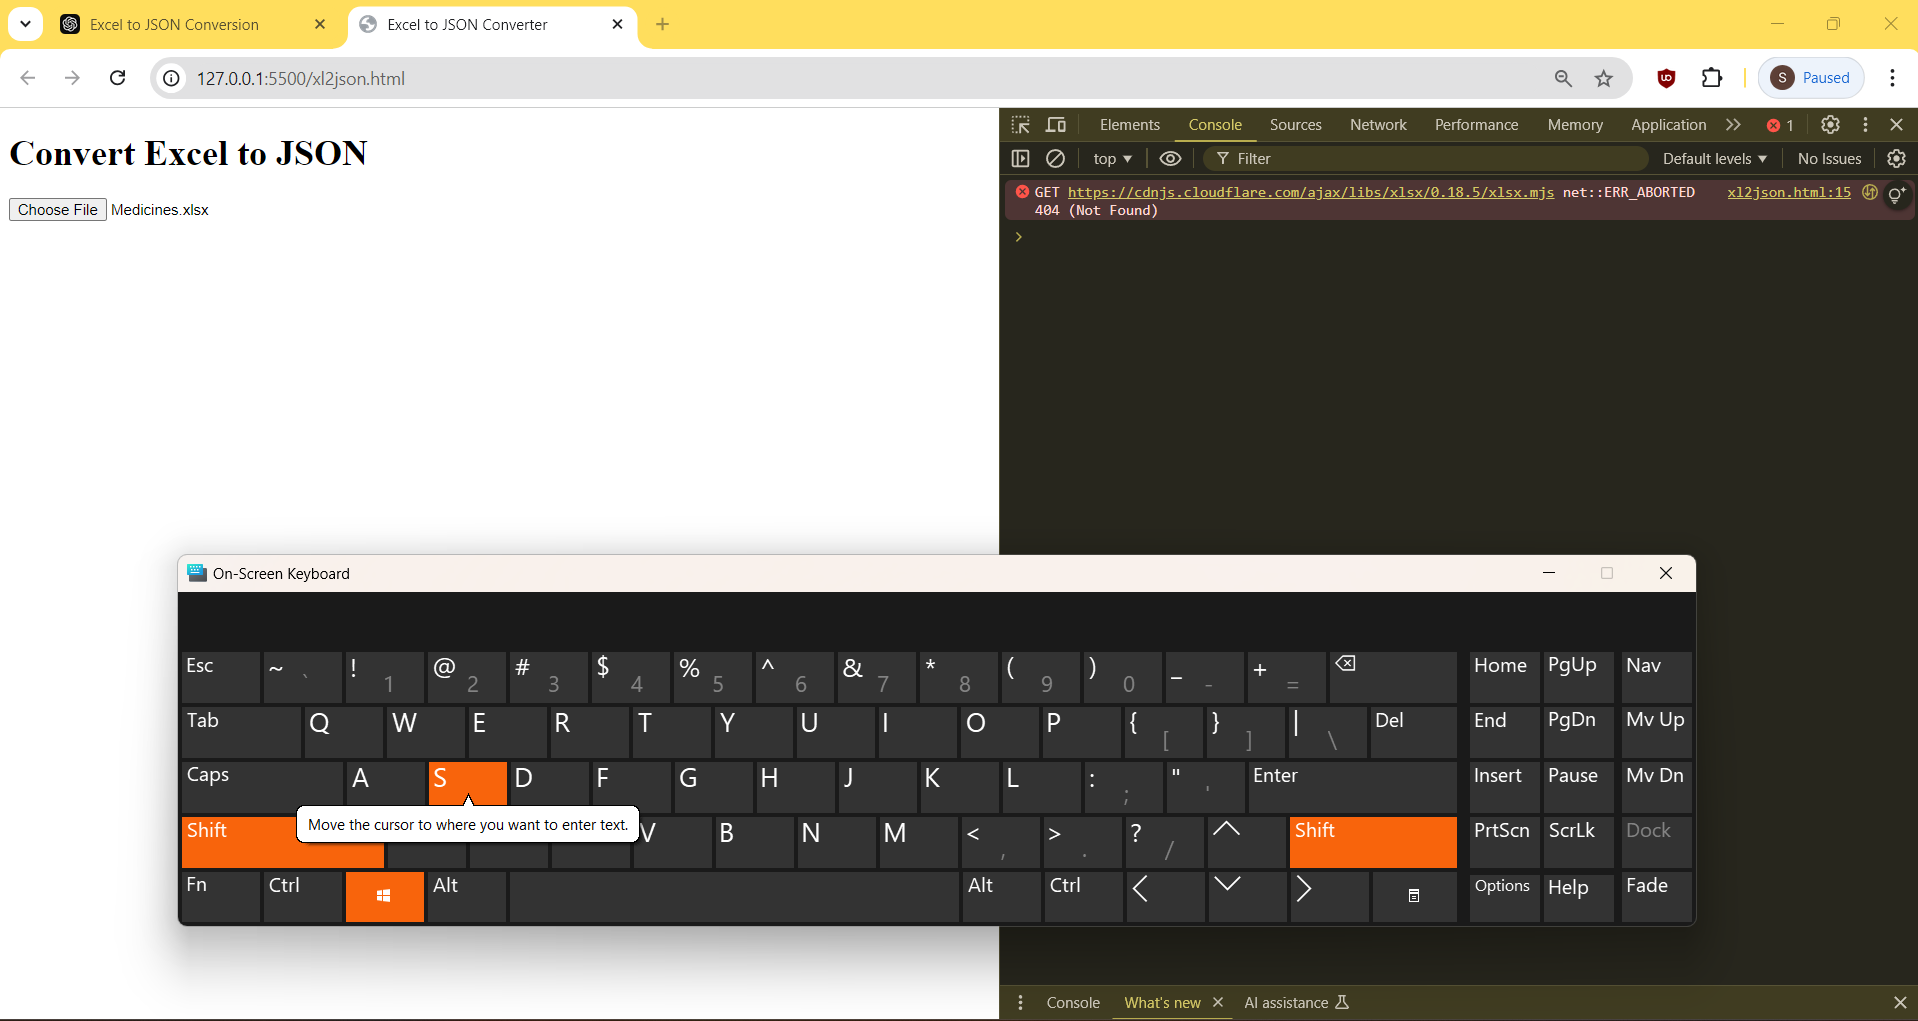 Excel to JSON Conversion
Excel to JSON Converter
127.0.0.1:5500/xl2json.html
S Paused
Convert Excel to JSON
Choose File Medicines.xlsx
Elements Console Sources Network Performance Memory Application 1
top Filter Default levels No Issues
GET https://cdnjs.cloudflare.com/ajax/libs/xlsx/0.18.5/xlsx.mjs net::ERR_ABORTED xl2json.html:15
404 (Not Found)
On-Screen Keyboard
Esc ~ ` ! 1 @ 2 # 3 $ 4 % 5 ^ 6 & 7 * 8 ( 9 ) 0 _ - + = Home PgUp Nav
Tab Q W E R T Y U I O P { [ } ] | \ Del End PgDn Mv Up
Caps A S D F G H J K L : ; " ' Enter Insert Pause Mv Dn
Move the cursor to where you want to enter text.
Shift V B N M < , > . ? / Shift PrtScn ScrLk Dock
Fn Ctrl Alt Alt Ctrl Options Help Fade
Console What's new AI assistance